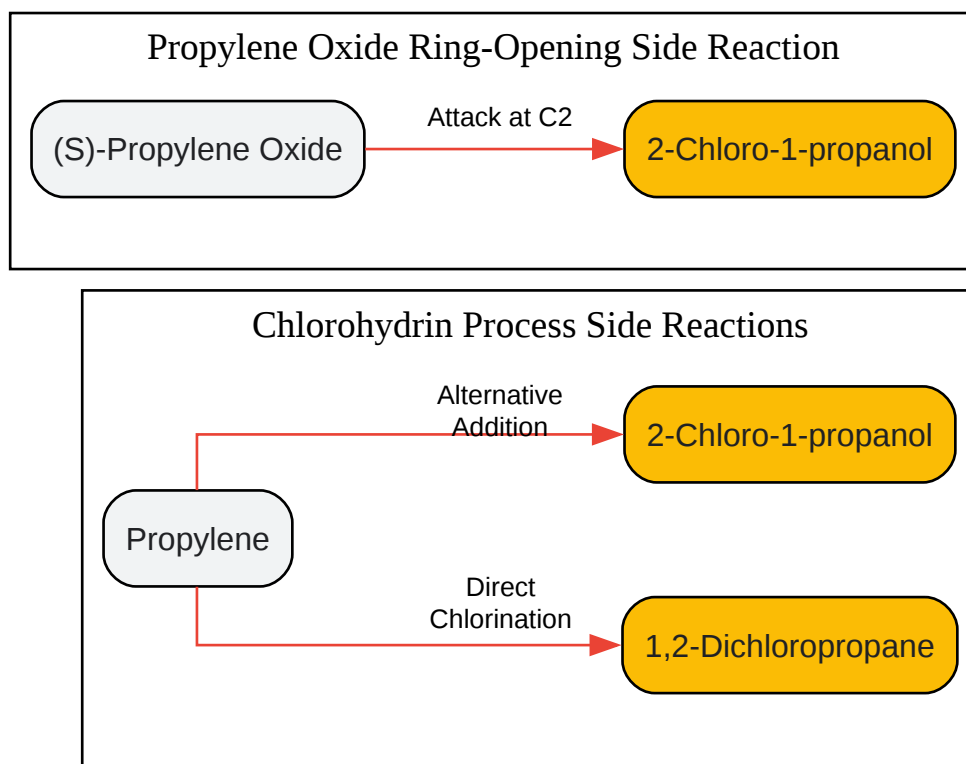 Propylene Oxide Ring-Opening Side Reaction
Attack at C2
(S)-Propylene Oxide
2-Chloro-1-propanol
Chlorohydrin Process Side Reactions
Alternative
Addition
2-Chloro-1-propanol
Propylene
Direct
Chlorination
1,2-Dichloropropane